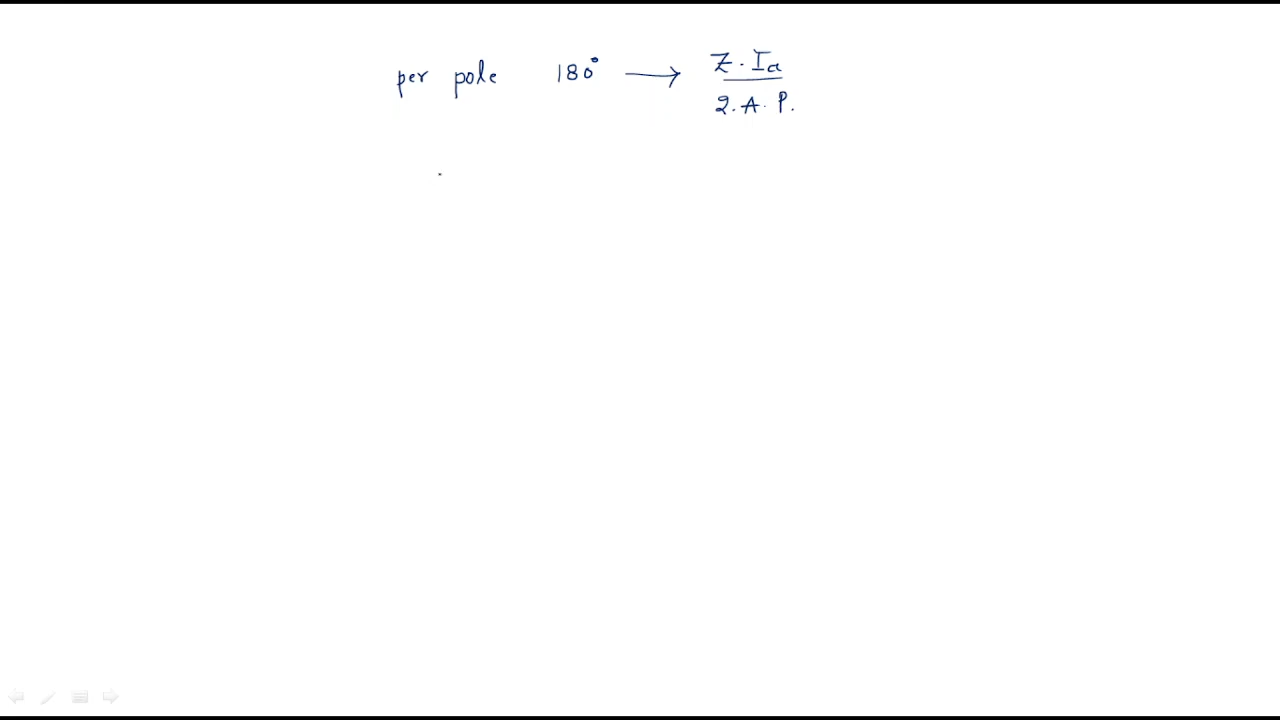 per pole 180° → Z . Ia
2 . A . P .